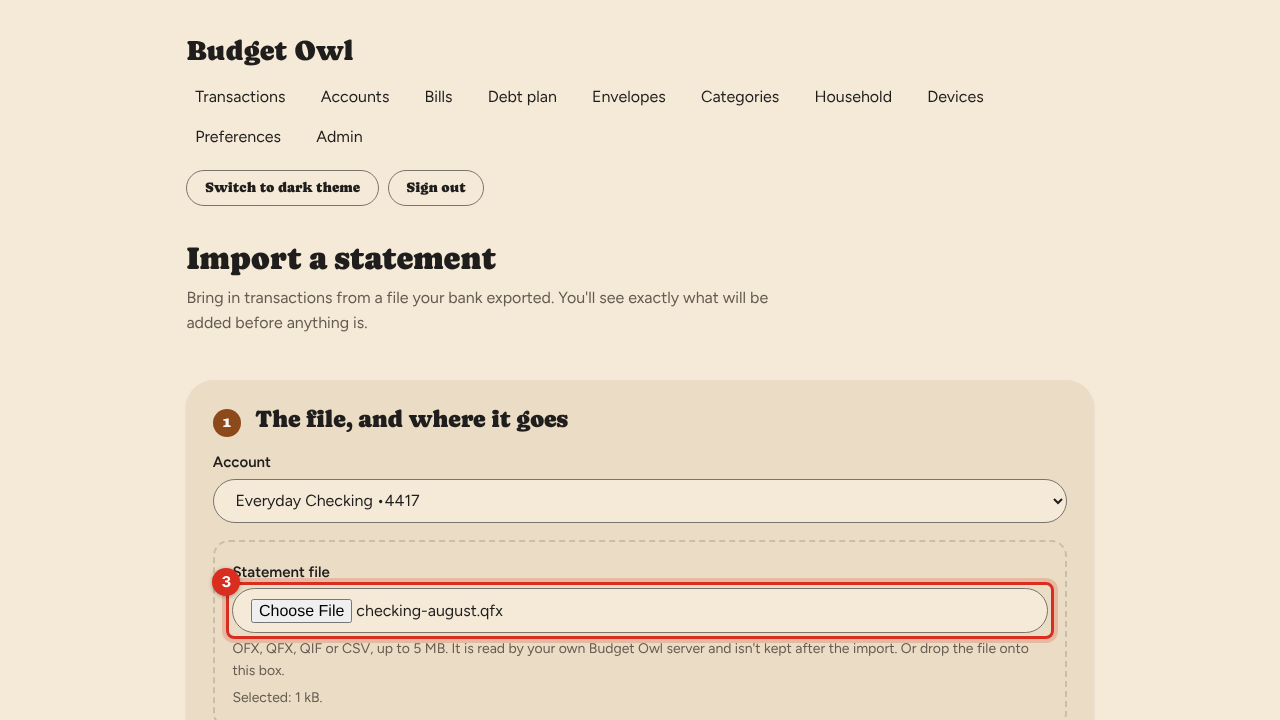 Budget Owl
Transactions Accounts Bills Debt plan Envelopes Categories Household Devices
Preferences Admin
Switch to dark theme Sign out
Import a statement
Bring in transactions from a file your bank exported. You'll see exactly what will be
added before anything is.
1 The file, and where it goes
Account
Everyday Checking •4417
Statement file
3
Choose File checking-august.qfx
OFX, QFX, QIF or CSV, up to 5 MB. It is read by your own Budget Owl server and isn't kept after the import. Or drop the file onto
this box.
Selected: 1 kB.